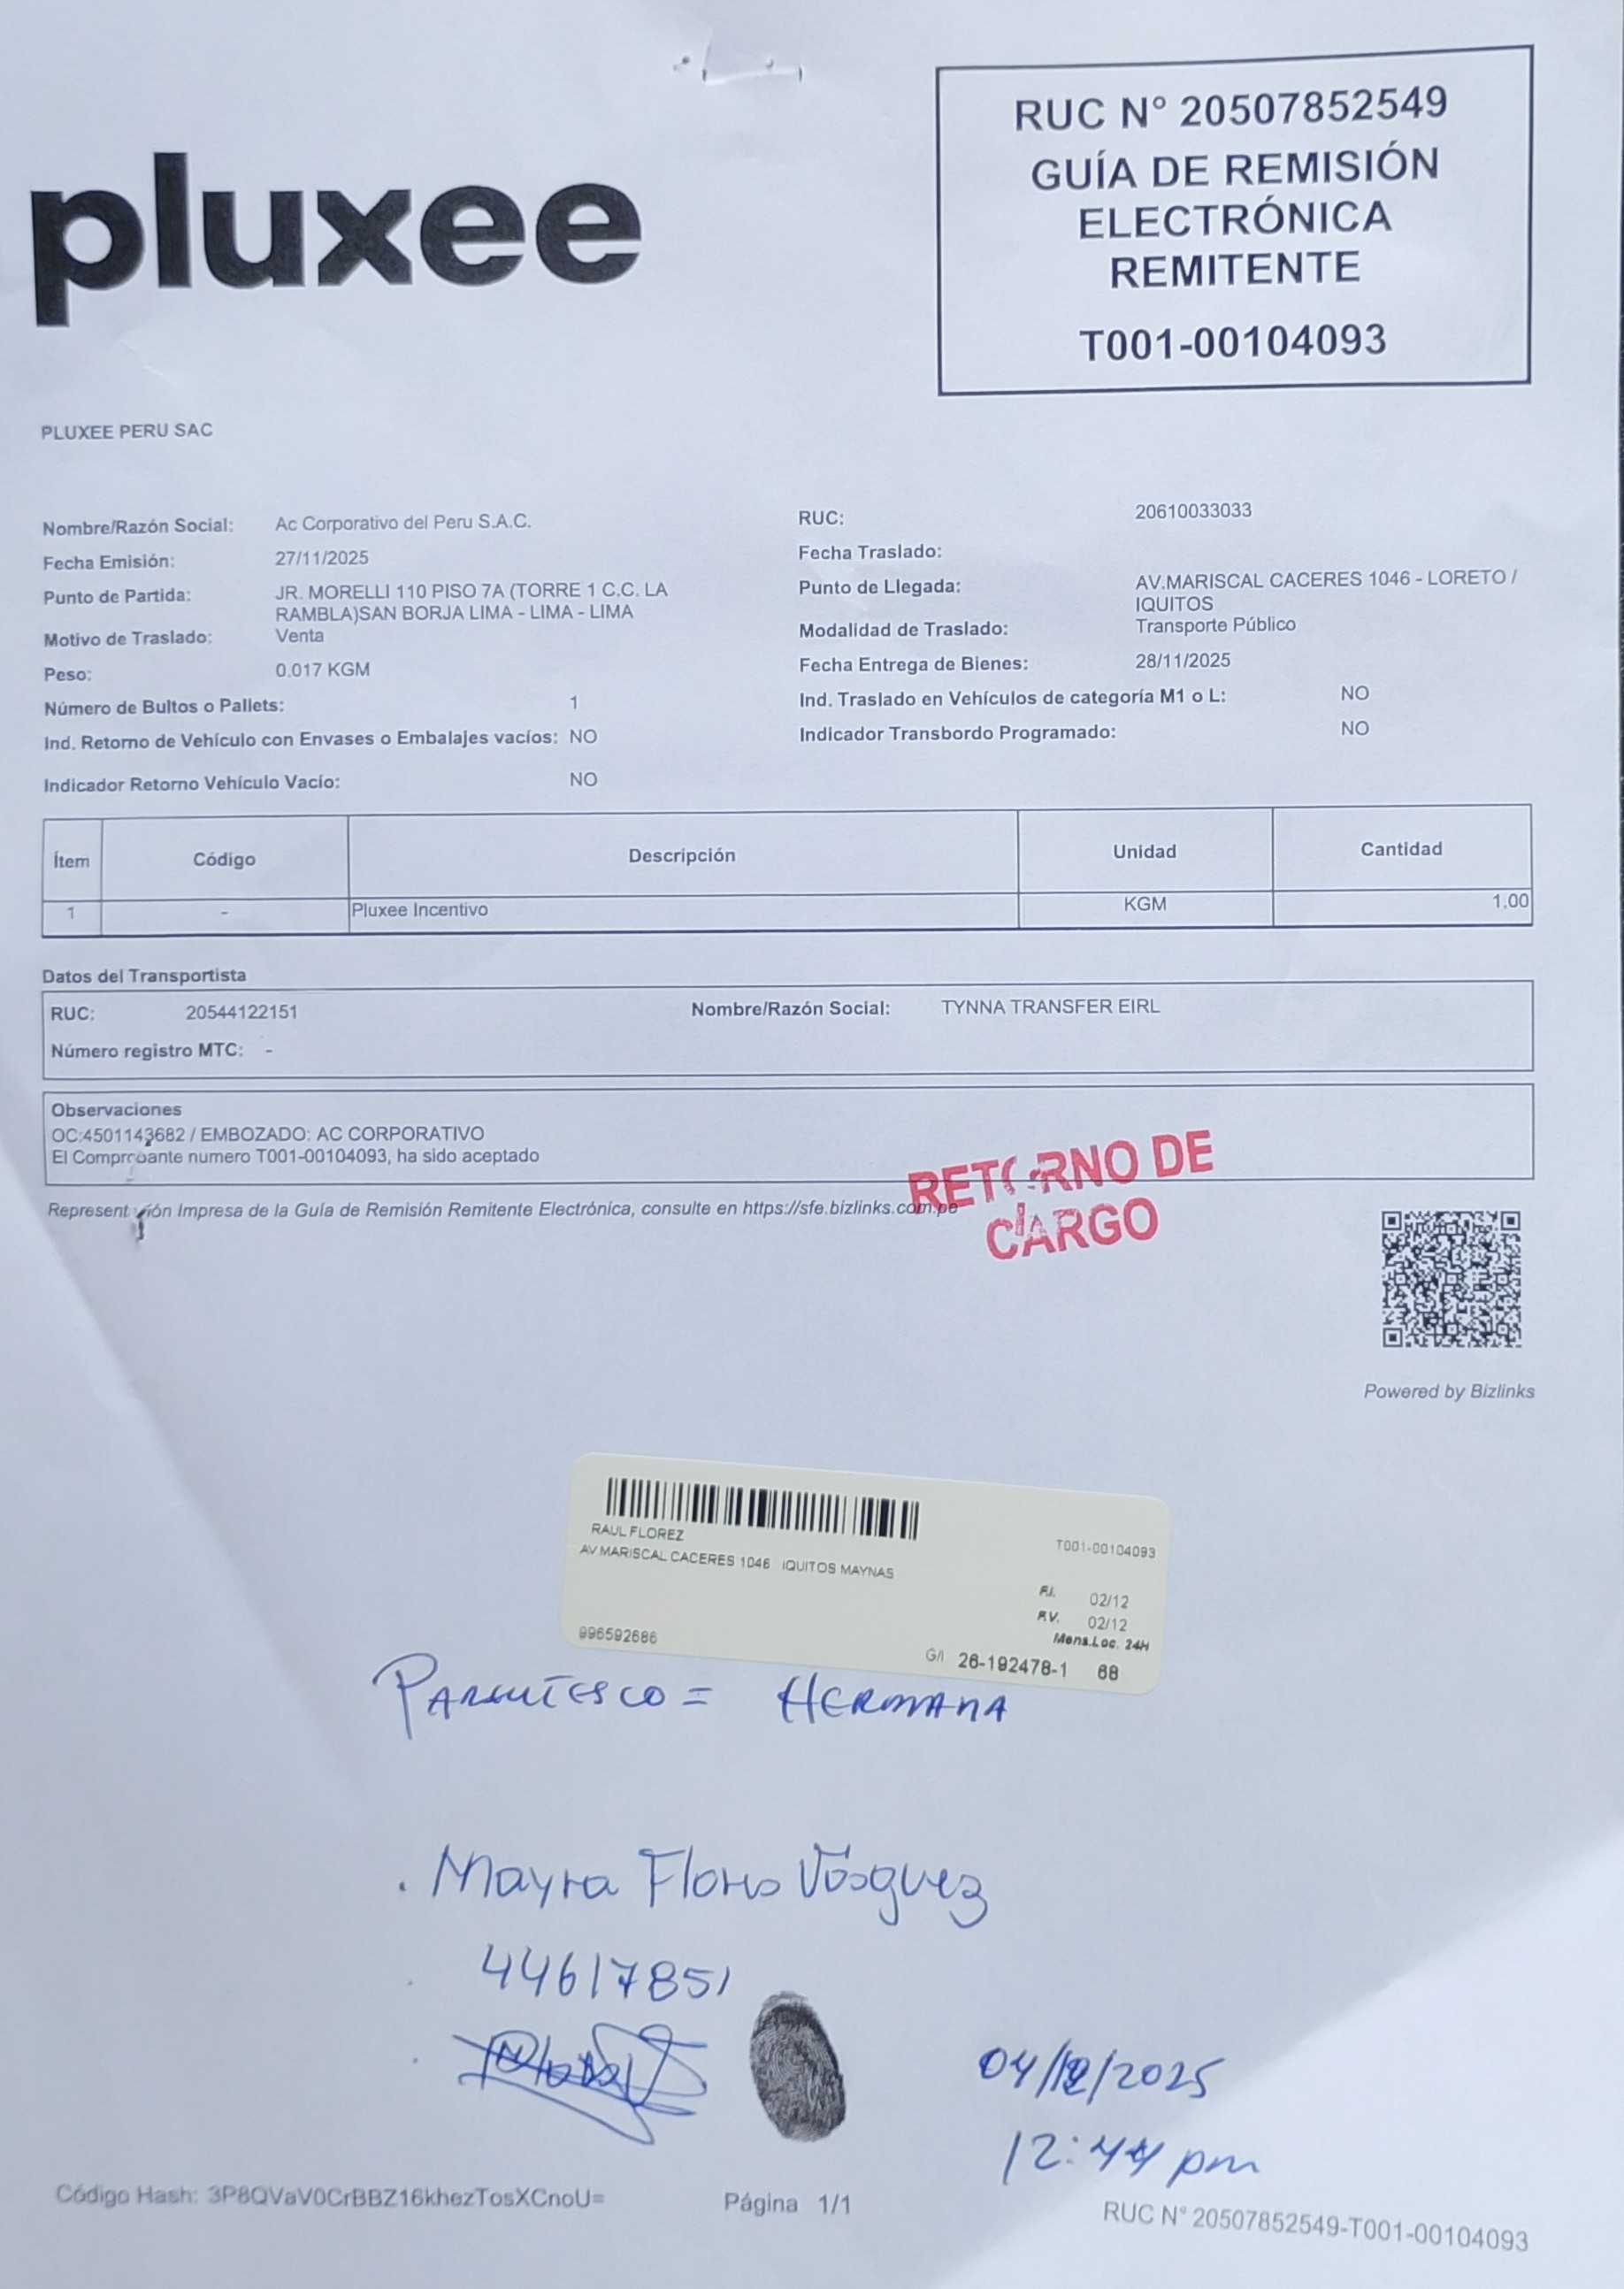 pluxee
RUC N° 20507852549
GUÍA DE REMISIÓN
ELECTRÓNICA
REMITENTE
T001-00104093
PLUXEE PERU SAC
Nombre/Razón Social: Ac Corporativo del Peru S.A.C.
Fecha Emisión: 27/11/2025
Punto de Partida: JR. MORELLI 110 PISO 7A (TORRE 1 C.C. LA
RAMBLA)SAN BORJA LIMA - LIMA - LIMA
Motivo de Traslado: Venta
Peso: 0.017 KGM
Número de Bultos o Pallets: 1
Ind. Retorno de Vehículo con Envases o Embalajes vacíos: NO
Indicador Retorno Vehículo Vacío: NO
RUC: 20610033033
Fecha Traslado:
Punto de Llegada: AV.MARISCAL CACERES 1046 - LORETO /
IQUITOS
Modalidad de Traslado: Transporte Público
Fecha Entrega de Bienes: 28/11/2025
Ind. Traslado en Vehículos de categoría M1 o L: NO
Indicador Transbordo Programado: NO
Ítem Código Descripción Unidad Cantidad
1 - Pluxee Incentivo KGM 1.00
Datos del Transportista
RUC: 20544122151 Nombre/Razón Social: TYNNA TRANSFER EIRL
Número registro MTC: -
Observaciones
OC:4501143682 / EMBOZADO: AC CORPORATIVO
El Comprobante numero T001-00104093, ha sido aceptado
Representación Impresa de la Guía de Remisión Remitente Electrónica, consulte en https://sfe.bizlinks.com.pe
RETORNO DE
CARGO
Powered by Bizlinks
RAUL FLOREZ
AV.MARISCAL CACERES 1046 IQUITOS MAYNAS
T001-00104093
F.I. 02/12
F.V. 02/12
Mens.Loc. 24H
996592686
G/I 26-192478-1 68
PARENTESCO = HERMANA
. Mayra Flores Vásquez
44617851
04/12/2025
12:44 pm
Código Hash: 3P8QVaV0CrBBZ16khezTosXCnoU=
Página 1/1
RUC N° 20507852549-T001-00104093